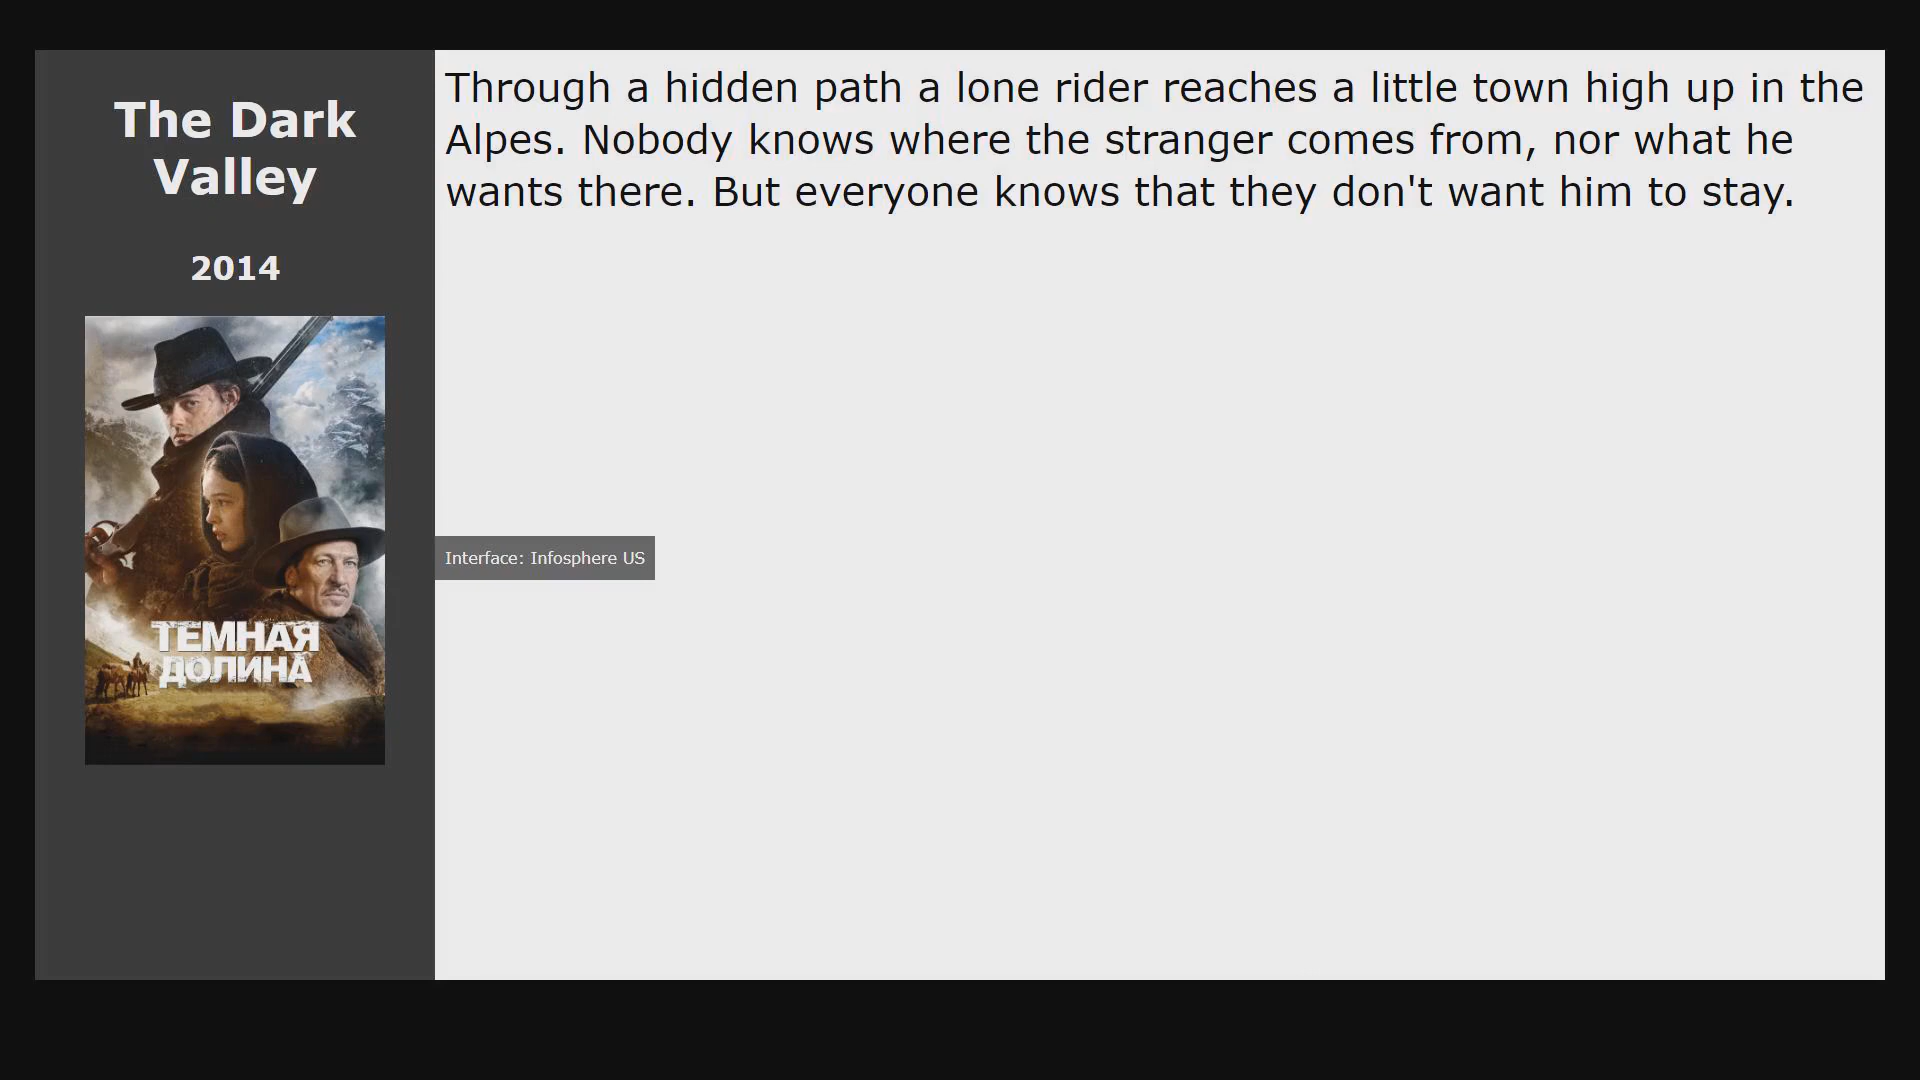 The Dark
Valley
2014
ТЕМНАЯ
ДОЛИНА
Through a hidden path a lone rider reaches a little town high up in the
Alpes. Nobody knows where the stranger comes from, nor what he
wants there. But everyone knows that they don't want him to stay.
Interface: Infosphere US